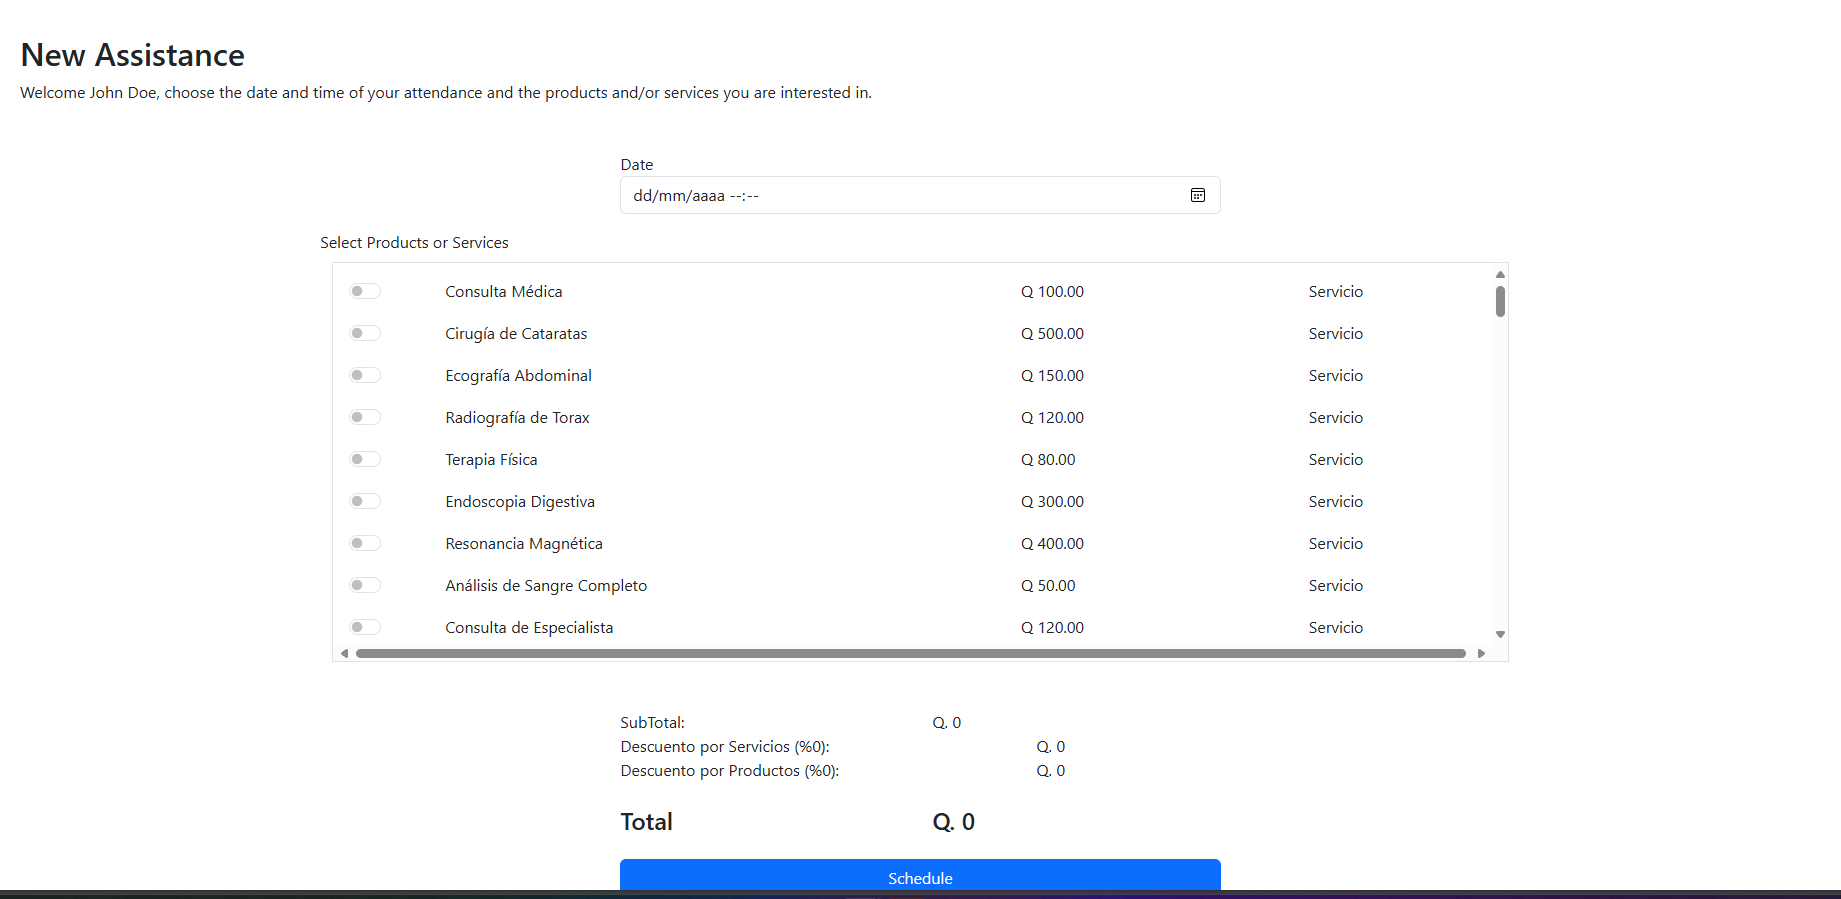 New Assistance
Welcome John Doe, choose the date and time of your attendance and the products and/or services you are interested in.
Date
dd/mm/aaaa --:--
Select Products or Services
Consulta Médica Q 100.00 Servicio
Cirugía de Cataratas Q 500.00 Servicio
Ecografía Abdominal Q 150.00 Servicio
Radiografía de Torax Q 120.00 Servicio
Terapia Física Q 80.00 Servicio
Endoscopia Digestiva Q 300.00 Servicio
Resonancia Magnética Q 400.00 Servicio
Análisis de Sangre Completo Q 50.00 Servicio
Consulta de Especialista Q 120.00 Servicio
SubTotal: Q. 0
Descuento por Servicios (%0): Q. 0
Descuento por Productos (%0): Q. 0
Total Q. 0
Schedule